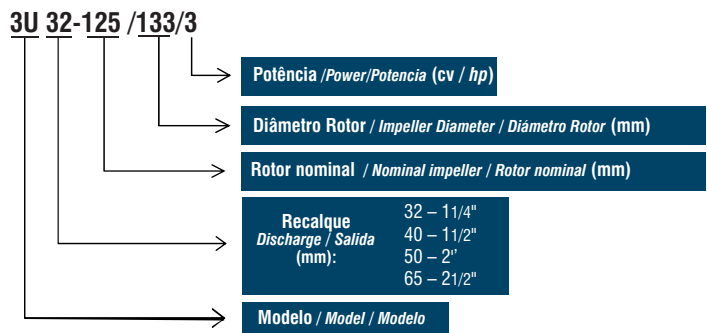 3U 32-125 /133/3
Potência /Power/Potencia (cv / hp)
Diâmetro Rotor / Impeller Diameter / Diámetro Rotor (mm)
Rotor nominal / Nominal impeller / Rotor nominal (mm)
Recalque
Discharge / Salida
(mm):
32 – 11/4"
40 – 11/2"
50 – 2"
65 – 21/2"
Modelo / Model / Modelo